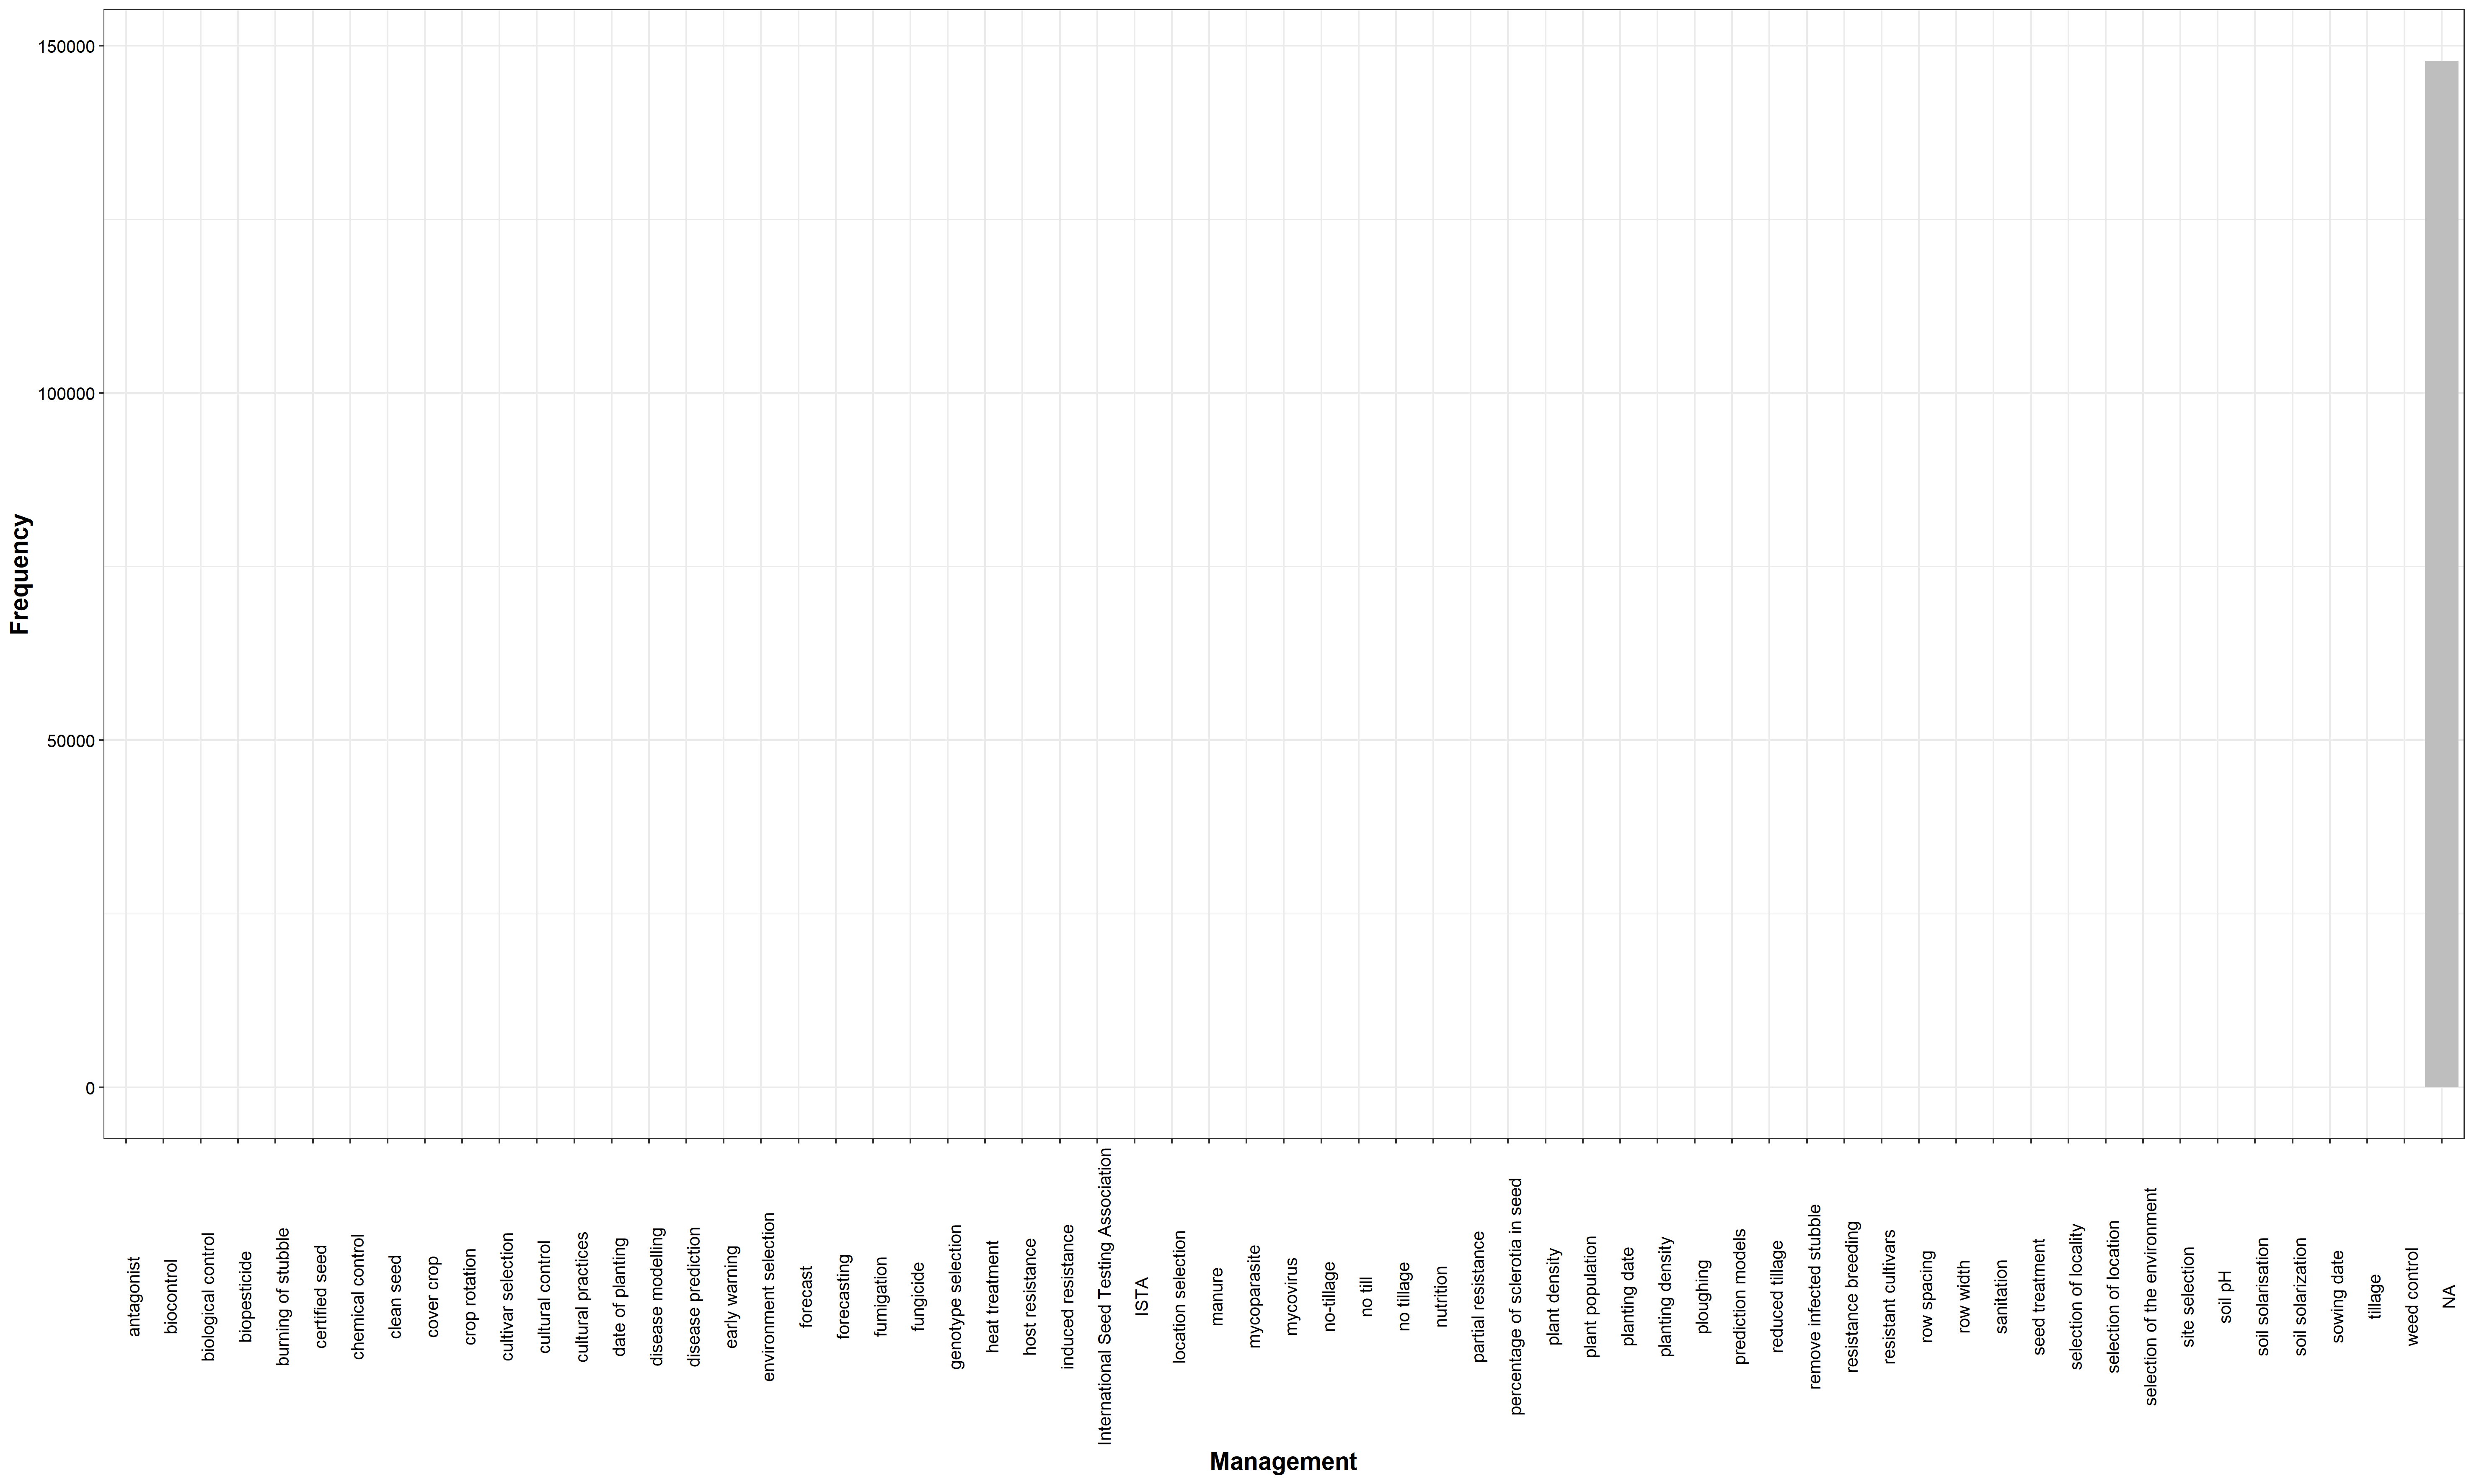 150000
100000
50000
0
Frequency
antagonist
biocontrol
biological control
biopesticide
burning of stubble
certified seed
chemical control
clean seed
cover crop
crop rotation
cultivar selection
cultural control
cultural practices
date of planting
disease modelling
disease prediction
early warning
environment selection
forecast
forecasting
fumigation
fungicide
genotype selection
heat treatment
host resistance
induced resistance
International Seed Testing Association
ISTA
location selection
manure
mycoparasite
mycovirus
no-tillage
no till
no tillage
nutrition
partial resistance
percentage of sclerotia in seed
plant density
plant population
planting date
planting density
ploughing
prediction models
reduced tillage
remove infected stubble
resistance breeding
resistant cultivars
row spacing
row width
sanitation
seed treatment
selection of locality
selection of location
selection of the environment
site selection
soil pH
soil solarisation
soil solarization
sowing date
tillage
weed control
NA
Management